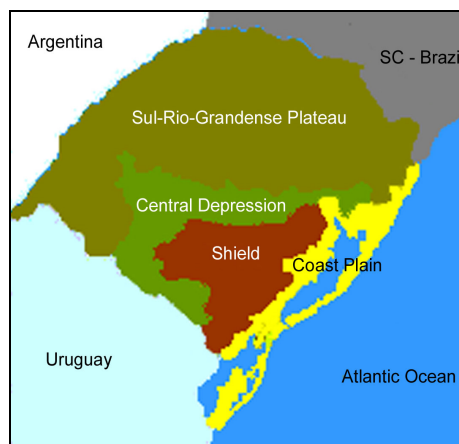 Argentina
SC - Brazi
Sul-Rio-Grandense Plateau
Central Depression
Shield
Coast Plain
Uruguay
Atlantic Ocean